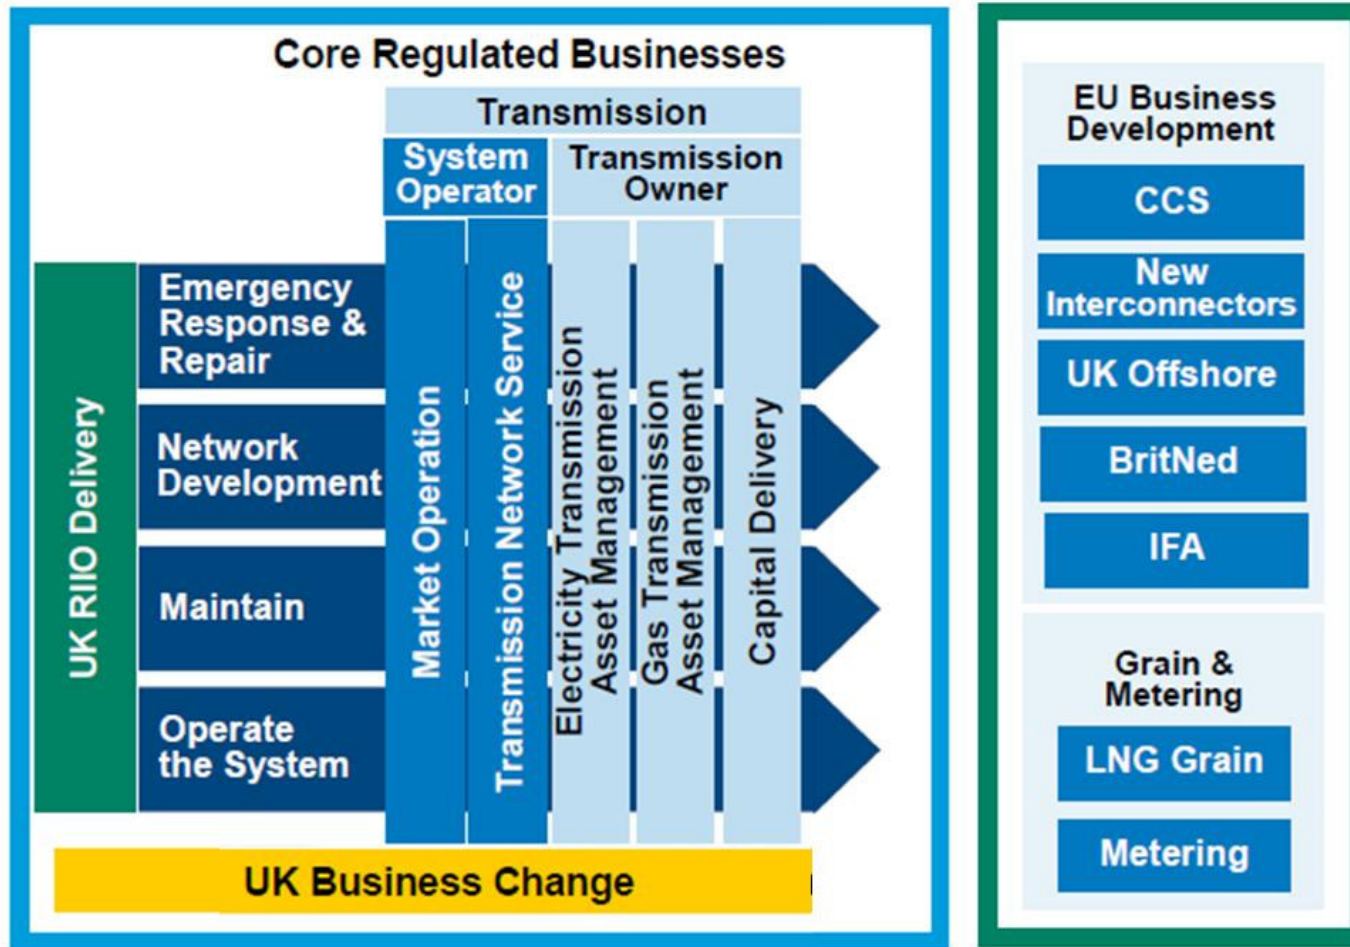 Core Regulated Businesses
Transmission
System
Operator
Transmission
Owner
UK RIIO Delivery
Emergency
Response &
Repair
Network
Development
Maintain
Operate
the System
Market Operation
Transmission Network Service
Electricity Transmission
Asset Management
Gas Transmission
Asset Management
Capital Delivery
UK Business Change
EU Business
Development
CCS
New
Interconnectors
UK Offshore
BritNed
IFA
Grain &
Metering
LNG Grain
Metering